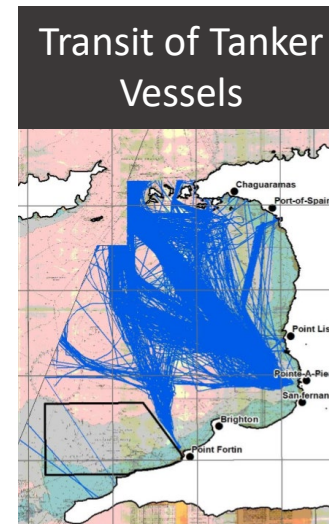 Transit of Tanker
Vessels
Chaguaramas
Port-of-Spain
Point Lis
Pointe-A-Pie
San-fernan
Brighton
Point Fortin